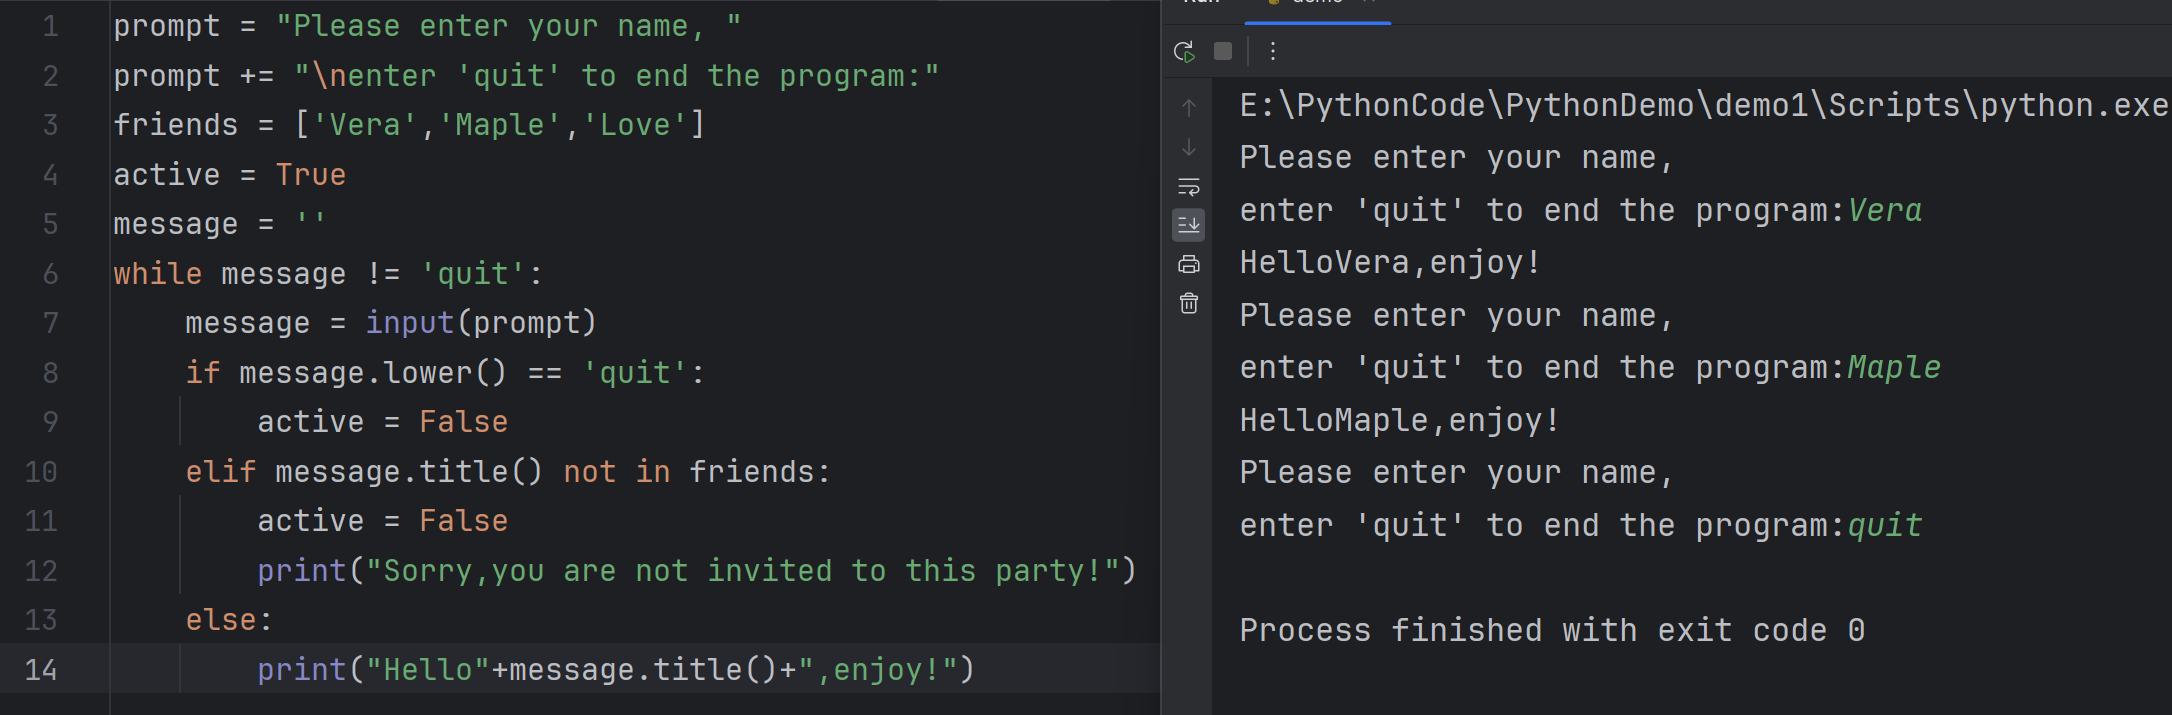 1 prompt = "Please enter your name, "
2 prompt += "\nenter 'quit' to end the program:"
3 friends = ['Vera','Maple','Love']
4 active = True
5 message = ''
6 while message != 'quit':
7     message = input(prompt)
8     if message.lower() == 'quit':
9         active = False
10     elif message.title() not in friends:
11         active = False
12         print("Sorry,you are not invited to this party!")
13     else:
14         print("Hello"+message.title()+",enjoy!")
E:\PythonCode\PythonDemo\demo1\Scripts\python.exe
Please enter your name,
enter 'quit' to end the program:Vera
HelloVera,enjoy!
Please enter your name,
enter 'quit' to end the program:Maple
HelloMaple,enjoy!
Please enter your name,
enter 'quit' to end the program:quit
Process finished with exit code 0